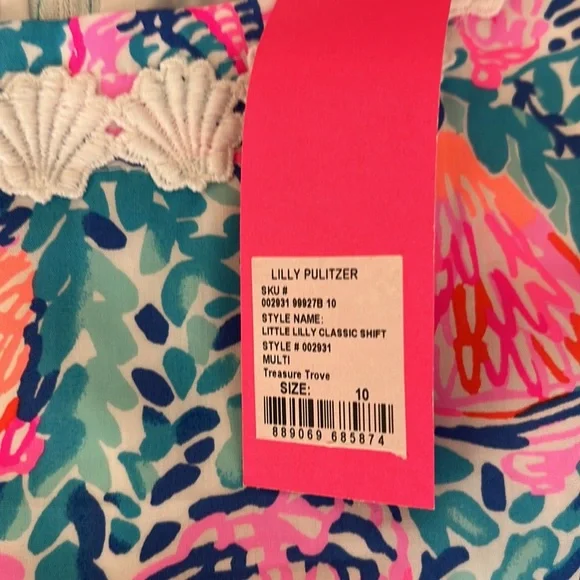 LILLY PULITZER
SKU #
002931 99927B 10
STYLE NAME:
LITTLE LILLY CLASSIC SHIFT
STYLE # 002931
MULTI
Treasure Trove
SIZE: 10
889069 685874